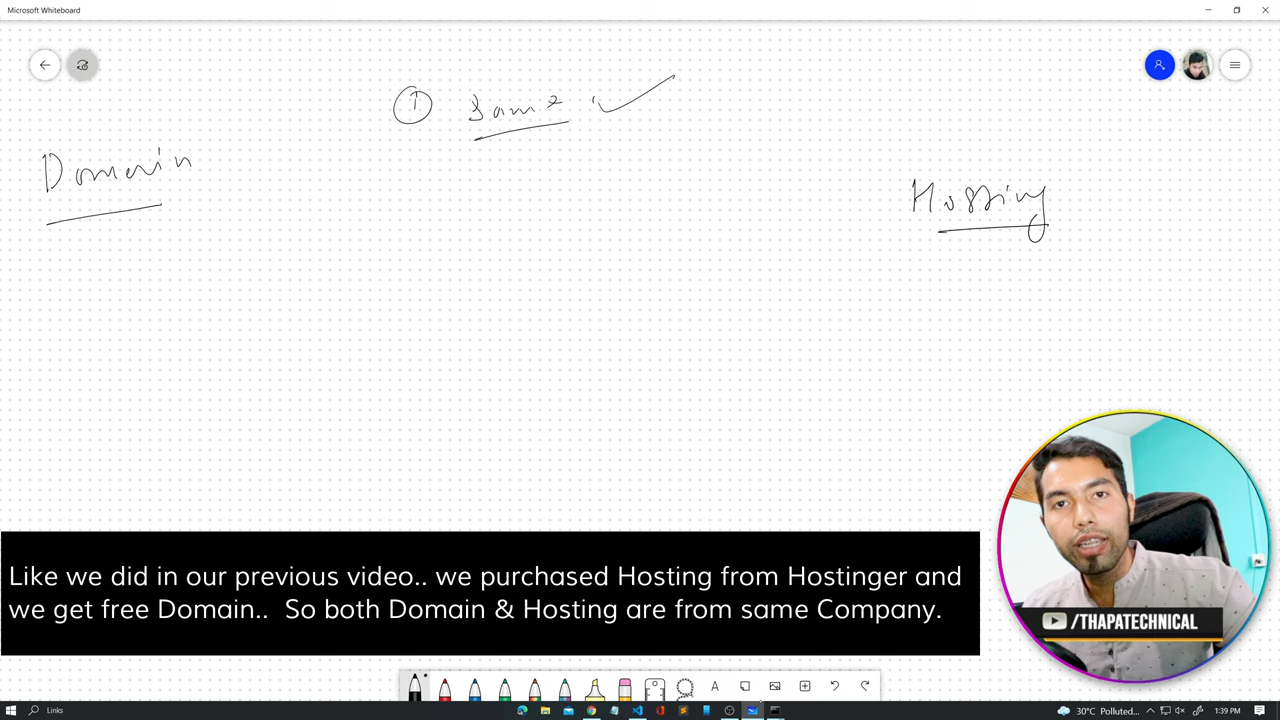 Microsoft Whiteboard
① Same
Domain
Hosting
Like we did in our previous video.. we purchased Hosting from Hostinger and
we get free Domain.. So both Domain & Hosting are from same Company.
/THAPATECHNICAL
A
Links
30°C Polluted...
1:39 PM